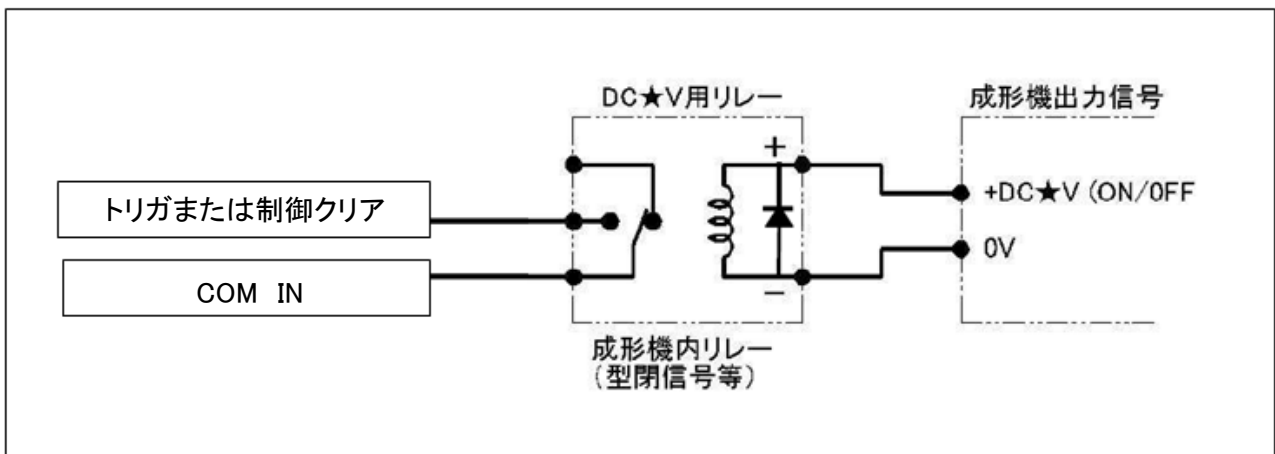 DC★V用リレー
成形機出力信号
トリガまたは制御クリア
COM IN
+
−
+DC★V (ON/OFF
0V
成形機内リレー
(型閉信号等)